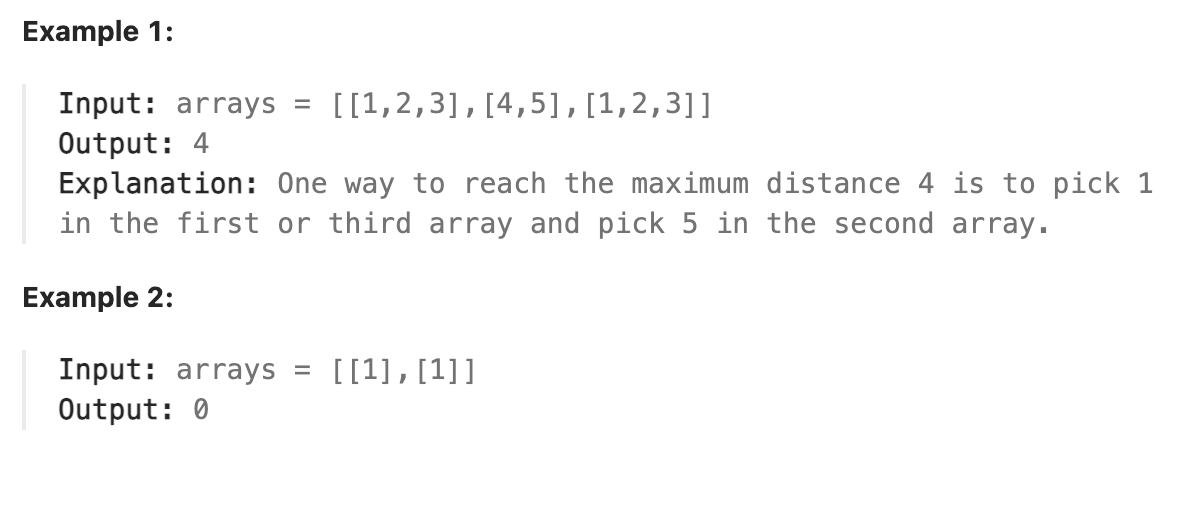 Example 1:
Input: arrays = [[1,2,3],[4,5],[1,2,3]]
Output: 4
Explanation: One way to reach the maximum distance 4 is to pick 1
in the first or third array and pick 5 in the second array.
Example 2:
Input: arrays = [[1],[1]]
Output: 0